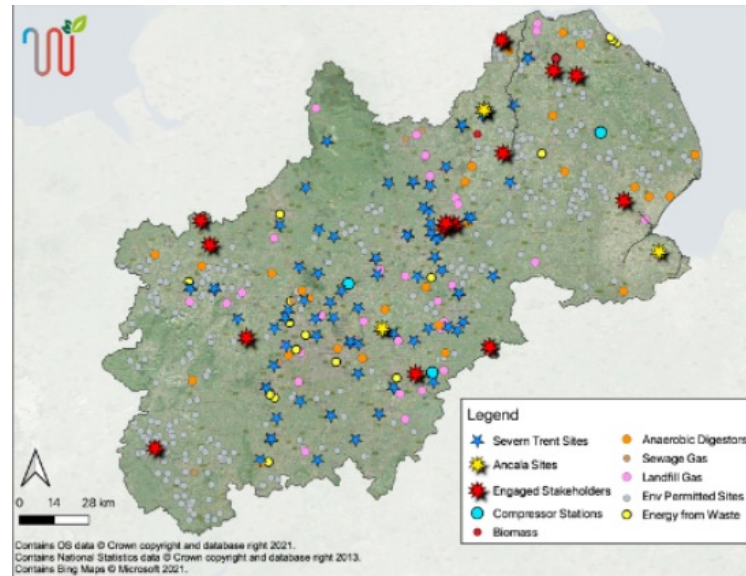 Legend
Severn Trent Sites
Ancala Sites
Engaged Stakeholders
Compressor Stations
Biomass
Anaerobic Digestors
Sewage Gas
Landfill Gas
Env Permitted Sites
Energy from Waste
0 14 28 km
Contains OS data © Crown copyright and database right 2021.
Contains National Statistics data © Crown copyright and database right 2013.
Contains Bing Maps © Microsoft 2021.